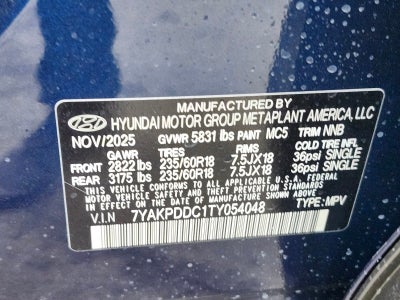 MANUFACTURED BY
HYUNDAI MOTOR GROUP METAPLANT AMERICA, LLC
NOV/2025 GVWR 5831 lbs PAINT MC5 TRIM NNB
GAWR TIRES RIMS COLD TIRE INFL
FRONT 2822 lbs 235/60R18 7.5JX18 36psi SINGLE
REAR 3175 lbs 235/60R18 7.5JX18 36psi SINGLE
THIS VEHICLE CONFORMS TO ALL APPLICABLE U.S. FEDERAL MOTOR
VEHICLE SAFETY AND THEFT PREVENTION STANDARDS IN EFFECT ON
THE DATE OF MANUFACTURE SHOWN ABOVE.
V.I.N 7YAKPDDC1TY054048 TYPE: MPV